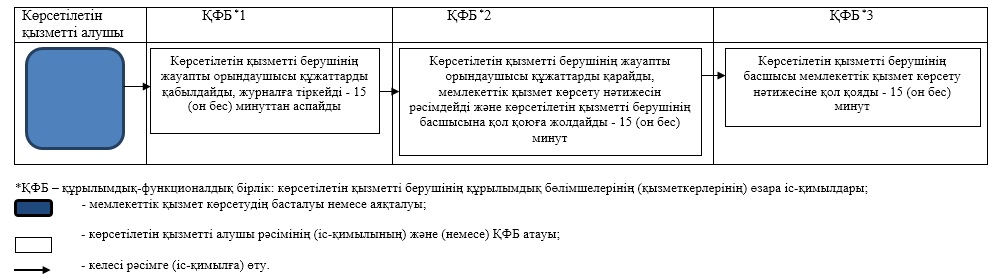 Көрсетілетін
қызметті алушы
ҚФБ*1
ҚФБ*2
ҚФБ*3
Көрсетілетін қызметті берушінің
жауапты орындаушысы құжаттарды
қабылдайды, журналға тіркейді - 15
(он бес) минуттан аспайды
Көрсетілетін қызметті берушінің жауапты
орындаушысы құжаттарды қарайды,
мемлекеттік қызмет көрсету нәтижесін
рәсімдейді және көрсетілетін қызметті берушінің
басшысына қол қоюға жолдайды - 15 (он бес)
минут
Көрсетілетін қызметті берушінің
басшысы мемлекеттік қызмет көрсету
нәтижесіне қол қояды - 15 (он бес)
минут
*ҚФБ – құрылымдық-функционалдық бірлік: көрсетілетін қызметті берушінің құрылымдық бөлімшелерінің (қызметкерлерінің) өзара іс-қимылдары;
- мемлекеттік қызмет көрсетудің басталуы немесе аяқталуы;
- көрсетілетін қызметті алушы рәсімінің (іс-қимылының) және (немесе) ҚФБ атауы;
- келесі рәсімге (іс-қимылға) өту.